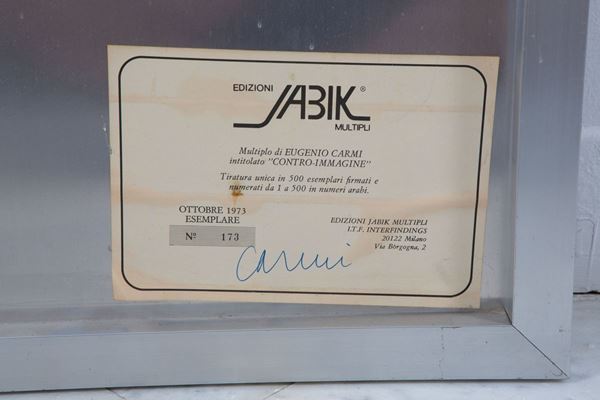 EDIZIONI
JABIK®
MULTIPLI
Multiplo di EUGENIO CARMI
intitolato "CONTRO-IMMAGINE"
Tiratura unica in 500 esemplari firmati e
numerati da 1 a 500 in numeri arabi.
OTTOBRE 1973
ESEMPLARE
Nº 173
EDIZIONI JABIK MULTIPLI
I.T.F. INTERFINDINGS
20122 Milano
Via Borgogna, 2
Carmi